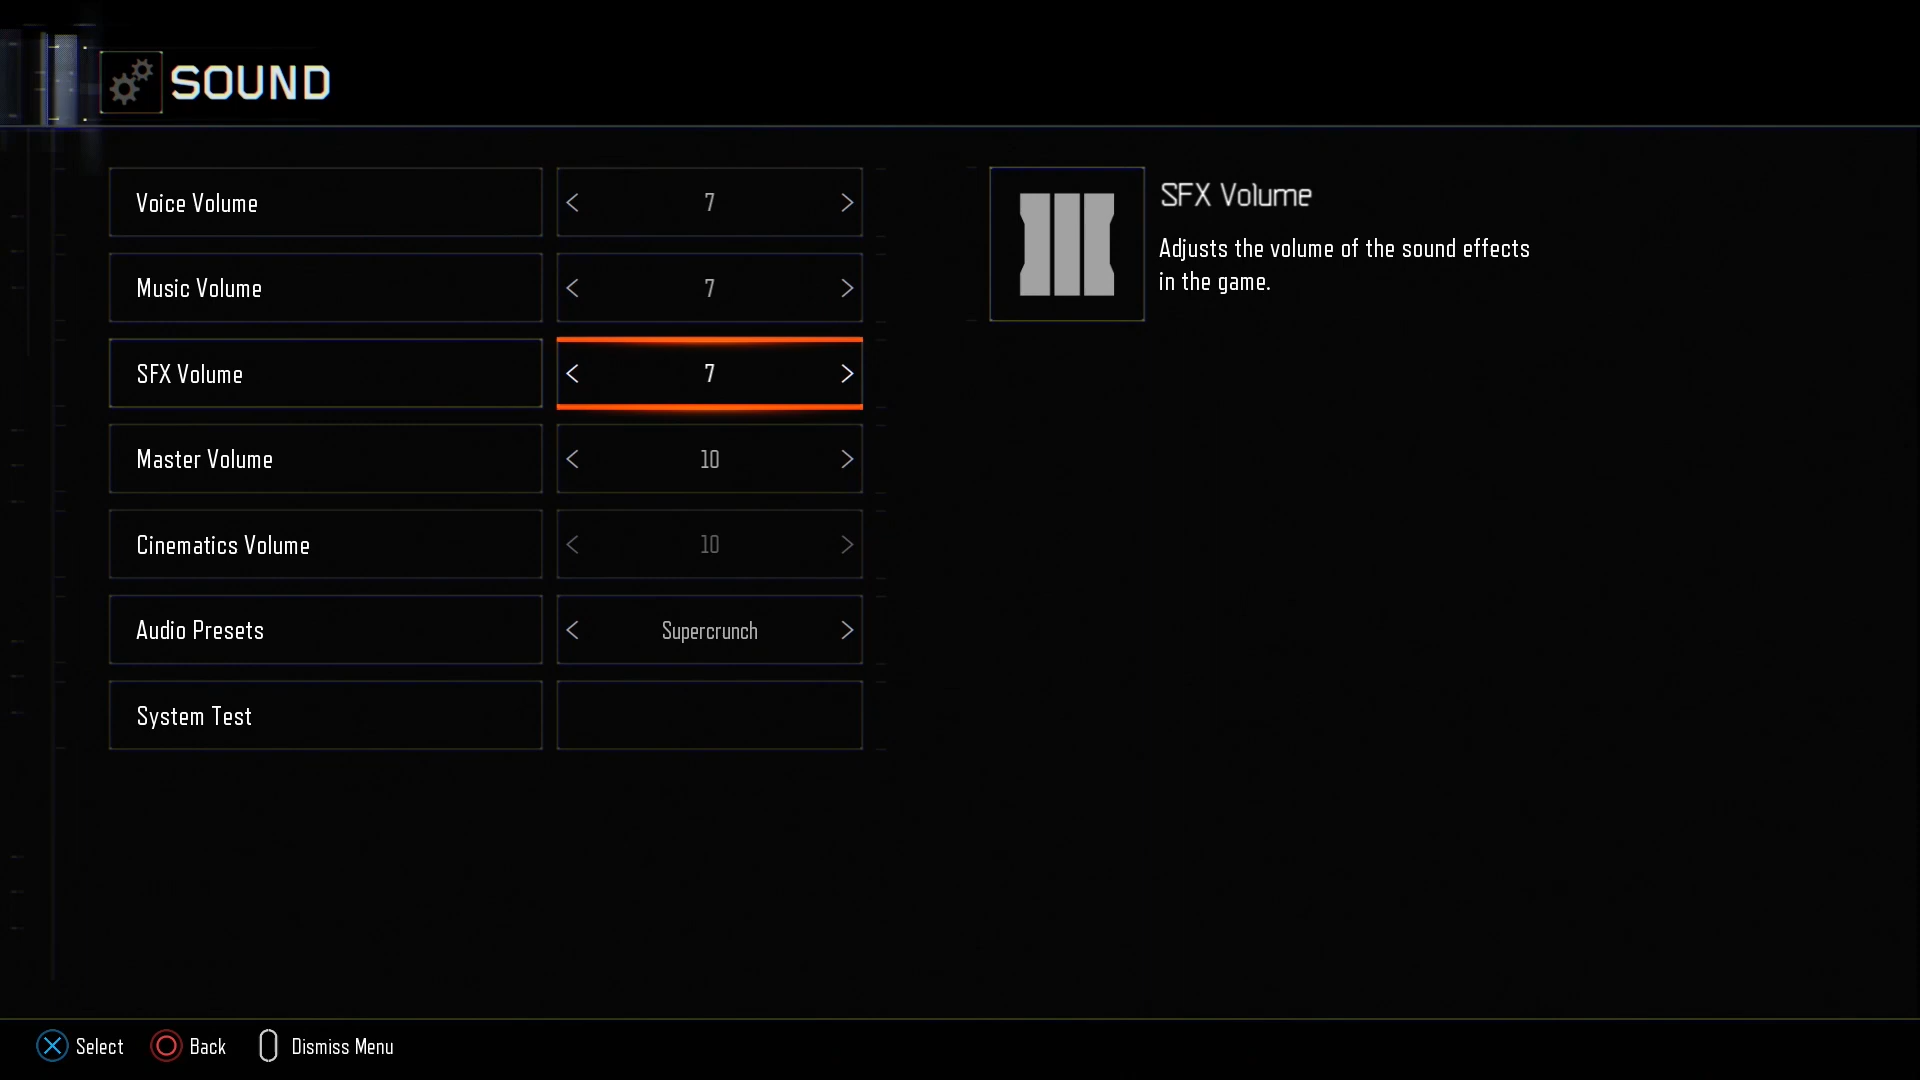 SOUND
Voice Volume 7
Music Volume 7
SFX Volume 7
Master Volume 10
Cinematics Volume 10
Audio Presets Supercrunch
System Test
SFX Volume
Adjusts the volume of the sound effects
in the game.
Select Back Dismiss Menu